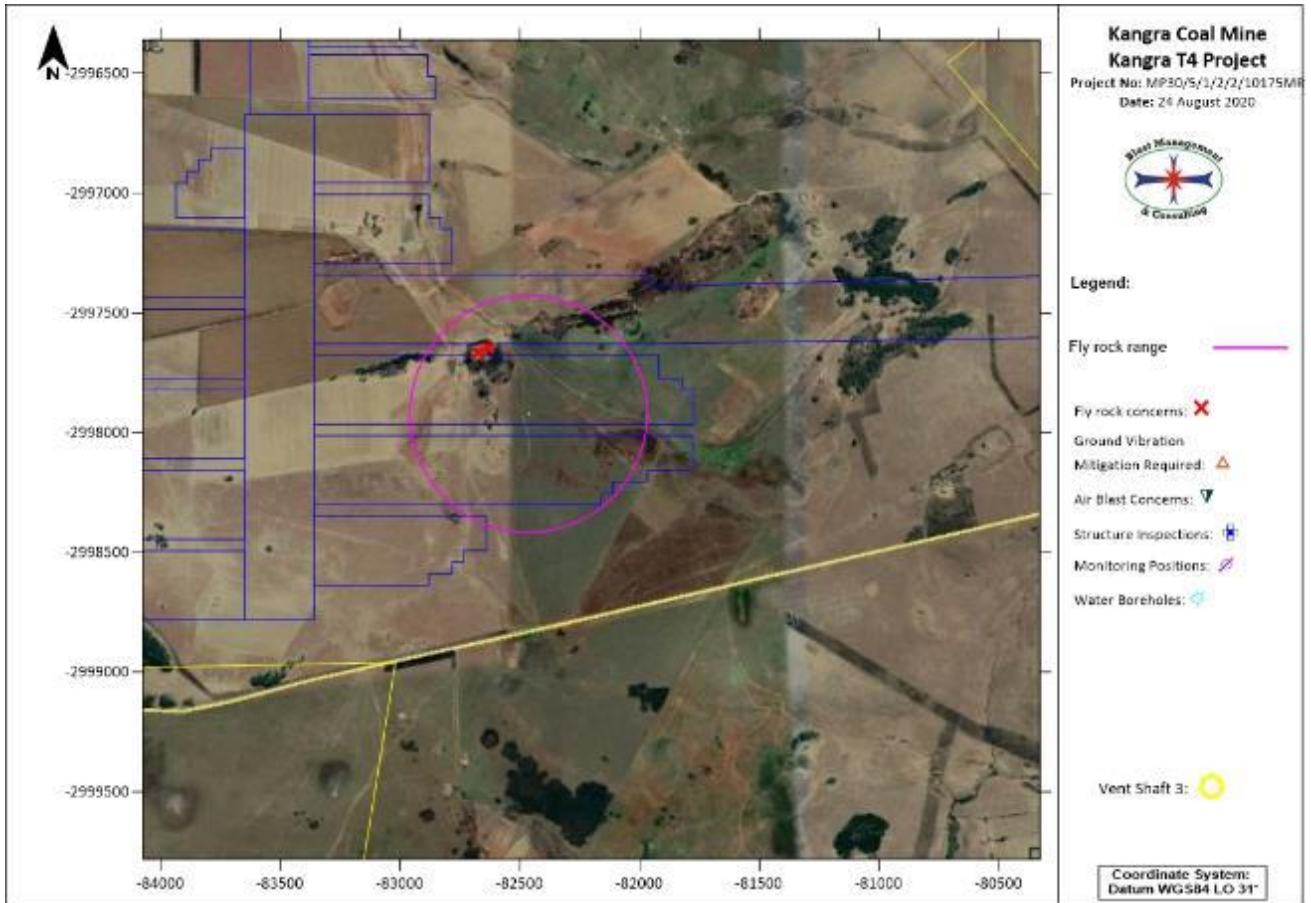 Kangra Coal Mine
Kangra T4 Project
Project No: MP30/5/1/2/2/10175MR
Date: 24 August 2020
Blast Management
& Consulting
Legend:
Fly rock range
Fly rock concerns:
Ground Vibration
Mitigation Required:
Air Blast Concerns:
Structure Inspections:
Monitoring Positions:
Water Boreholes:
Vent Shaft 3:
Coordinate System:
Datum WGS84 LO 31°
N
-2996500
-2997000
-2997500
-2998000
-2998500
-2999000
-2999500
-84000 -83500 -83000 -82500 -82000 -81500 -81000 -80500